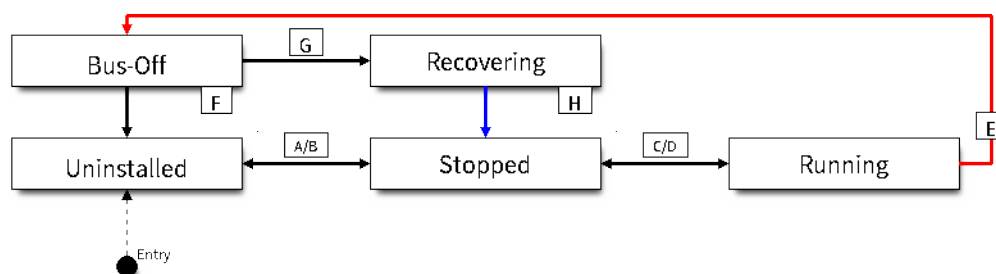 Bus-Off
G
Recovering
F
H
E
Uninstalled
A/B
Stopped
C/D
Running
Entry